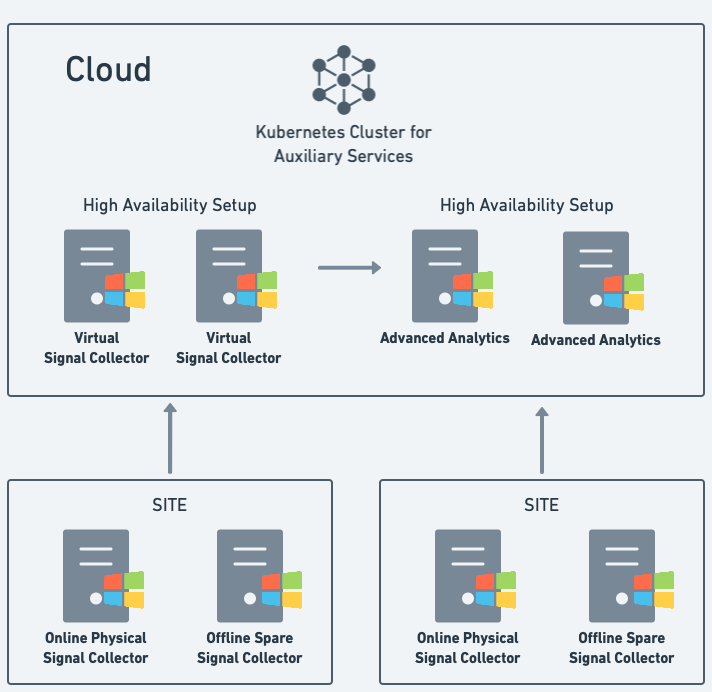 Cloud
Kubernetes Cluster for
Auxiliary Services
High Availability Setup
High Availability Setup
Virtual
Signal Collector
Virtual
Signal Collector
Advanced Analytics
Advanced Analytics
SITE
Online Physical
Signal Collector
Offline Spare
Signal Collector
SITE
Online Physical
Signal Collector
Offline Spare
Signal Collector